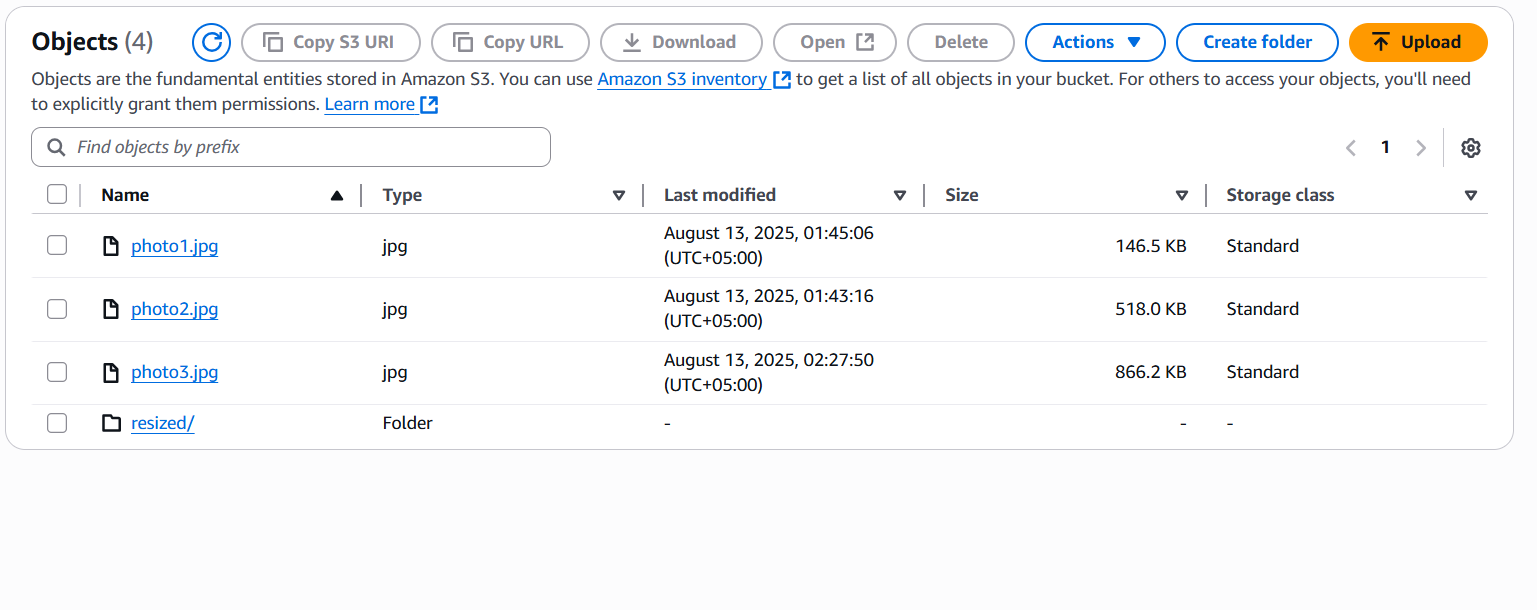 Objects (4) Copy S3 URI Copy URL Download Open Delete Actions Create folder Upload
Objects are the fundamental entities stored in Amazon S3. You can use Amazon S3 inventory to get a list of all objects in your bucket. For others to access your objects, you'll need
to explicitly grant them permissions. Learn more
Find objects by prefix 1
Name Type Last modified Size Storage class
photo1.jpg jpg August 13, 2025, 01:45:06 (UTC+05:00) 146.5 KB Standard
photo2.jpg jpg August 13, 2025, 01:43:16 (UTC+05:00) 518.0 KB Standard
photo3.jpg jpg August 13, 2025, 02:27:50 (UTC+05:00) 866.2 KB Standard
resized/ Folder - - -